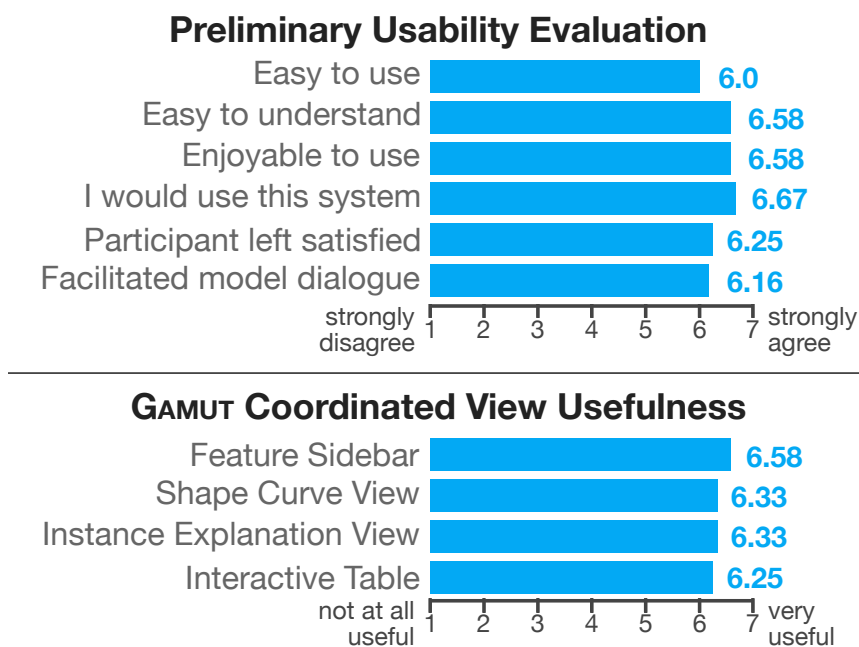 Preliminary Usability Evaluation
Easy to use 6.0
Easy to understand 6.58
Enjoyable to use 6.58
I would use this system 6.67
Participant left satisfied 6.25
Facilitated model dialogue 6.16
strongly disagree 1 2 3 4 5 6 7 strongly agree
GAMUT Coordinated View Usefulness
Feature Sidebar 6.58
Shape Curve View 6.33
Instance Explanation View 6.33
Interactive Table 6.25
not at all useful 1 2 3 4 5 6 7 very useful